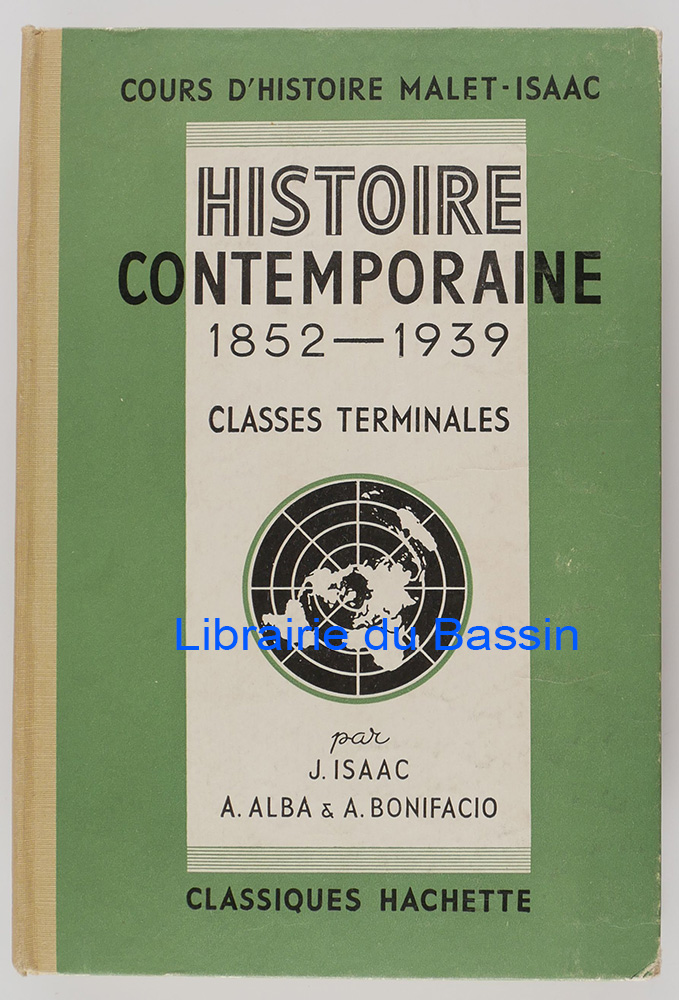 COURS D'HISTOIRE MALET-ISAAC
HISTOIRE
CONTEMPORAINE
1852—1939
CLASSES TERMINALES
Librairie du Bassin
par
J. ISAAC
A. ALBA & A. BONIFACIO
CLASSIQUES HACHETTE